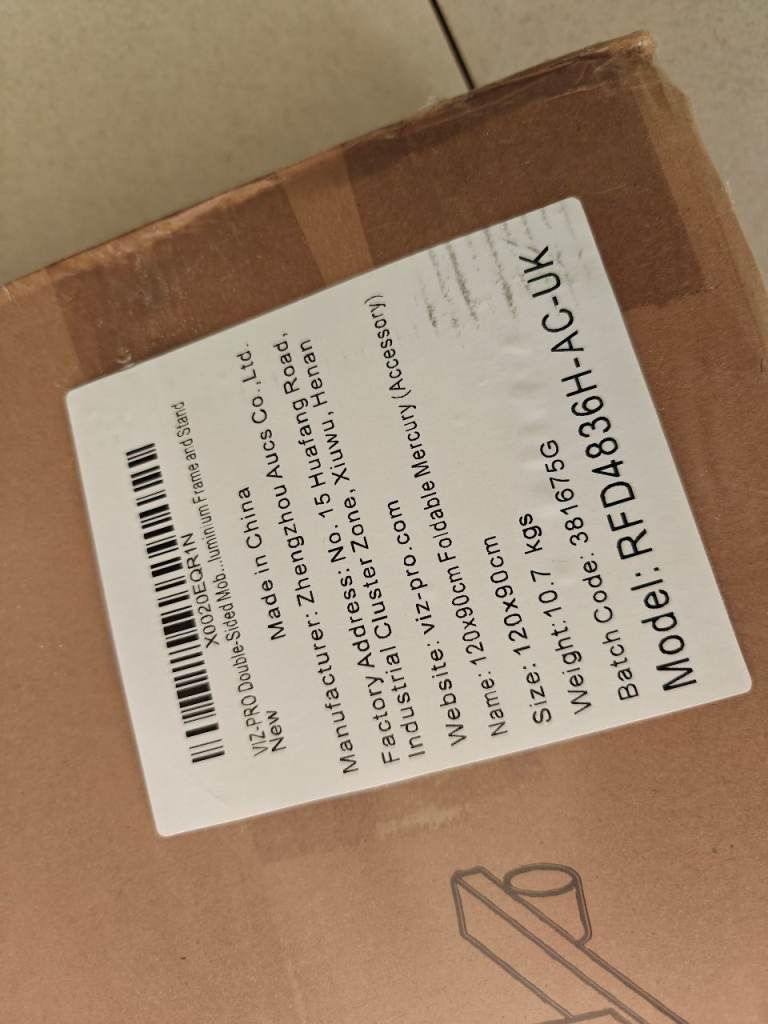 X0020EQR1N
VIZ-PRO Double-Sided Mob...luminium Frame and Stand
New
Made in China
Manufacturer: Zhengzhou Aucs Co.,Ltd.
Factory Address: No. 15 Huafang Road,
Industrial Cluster Zone, Xiuwu, Henan
Website: viz-pro.com
Name: 120x90cm Foldable Mercury (Accessory)
Size: 120x90cm
Weight:10.7 kgs
Batch Code: 381675G
Model: RFD4836H-AC-UK